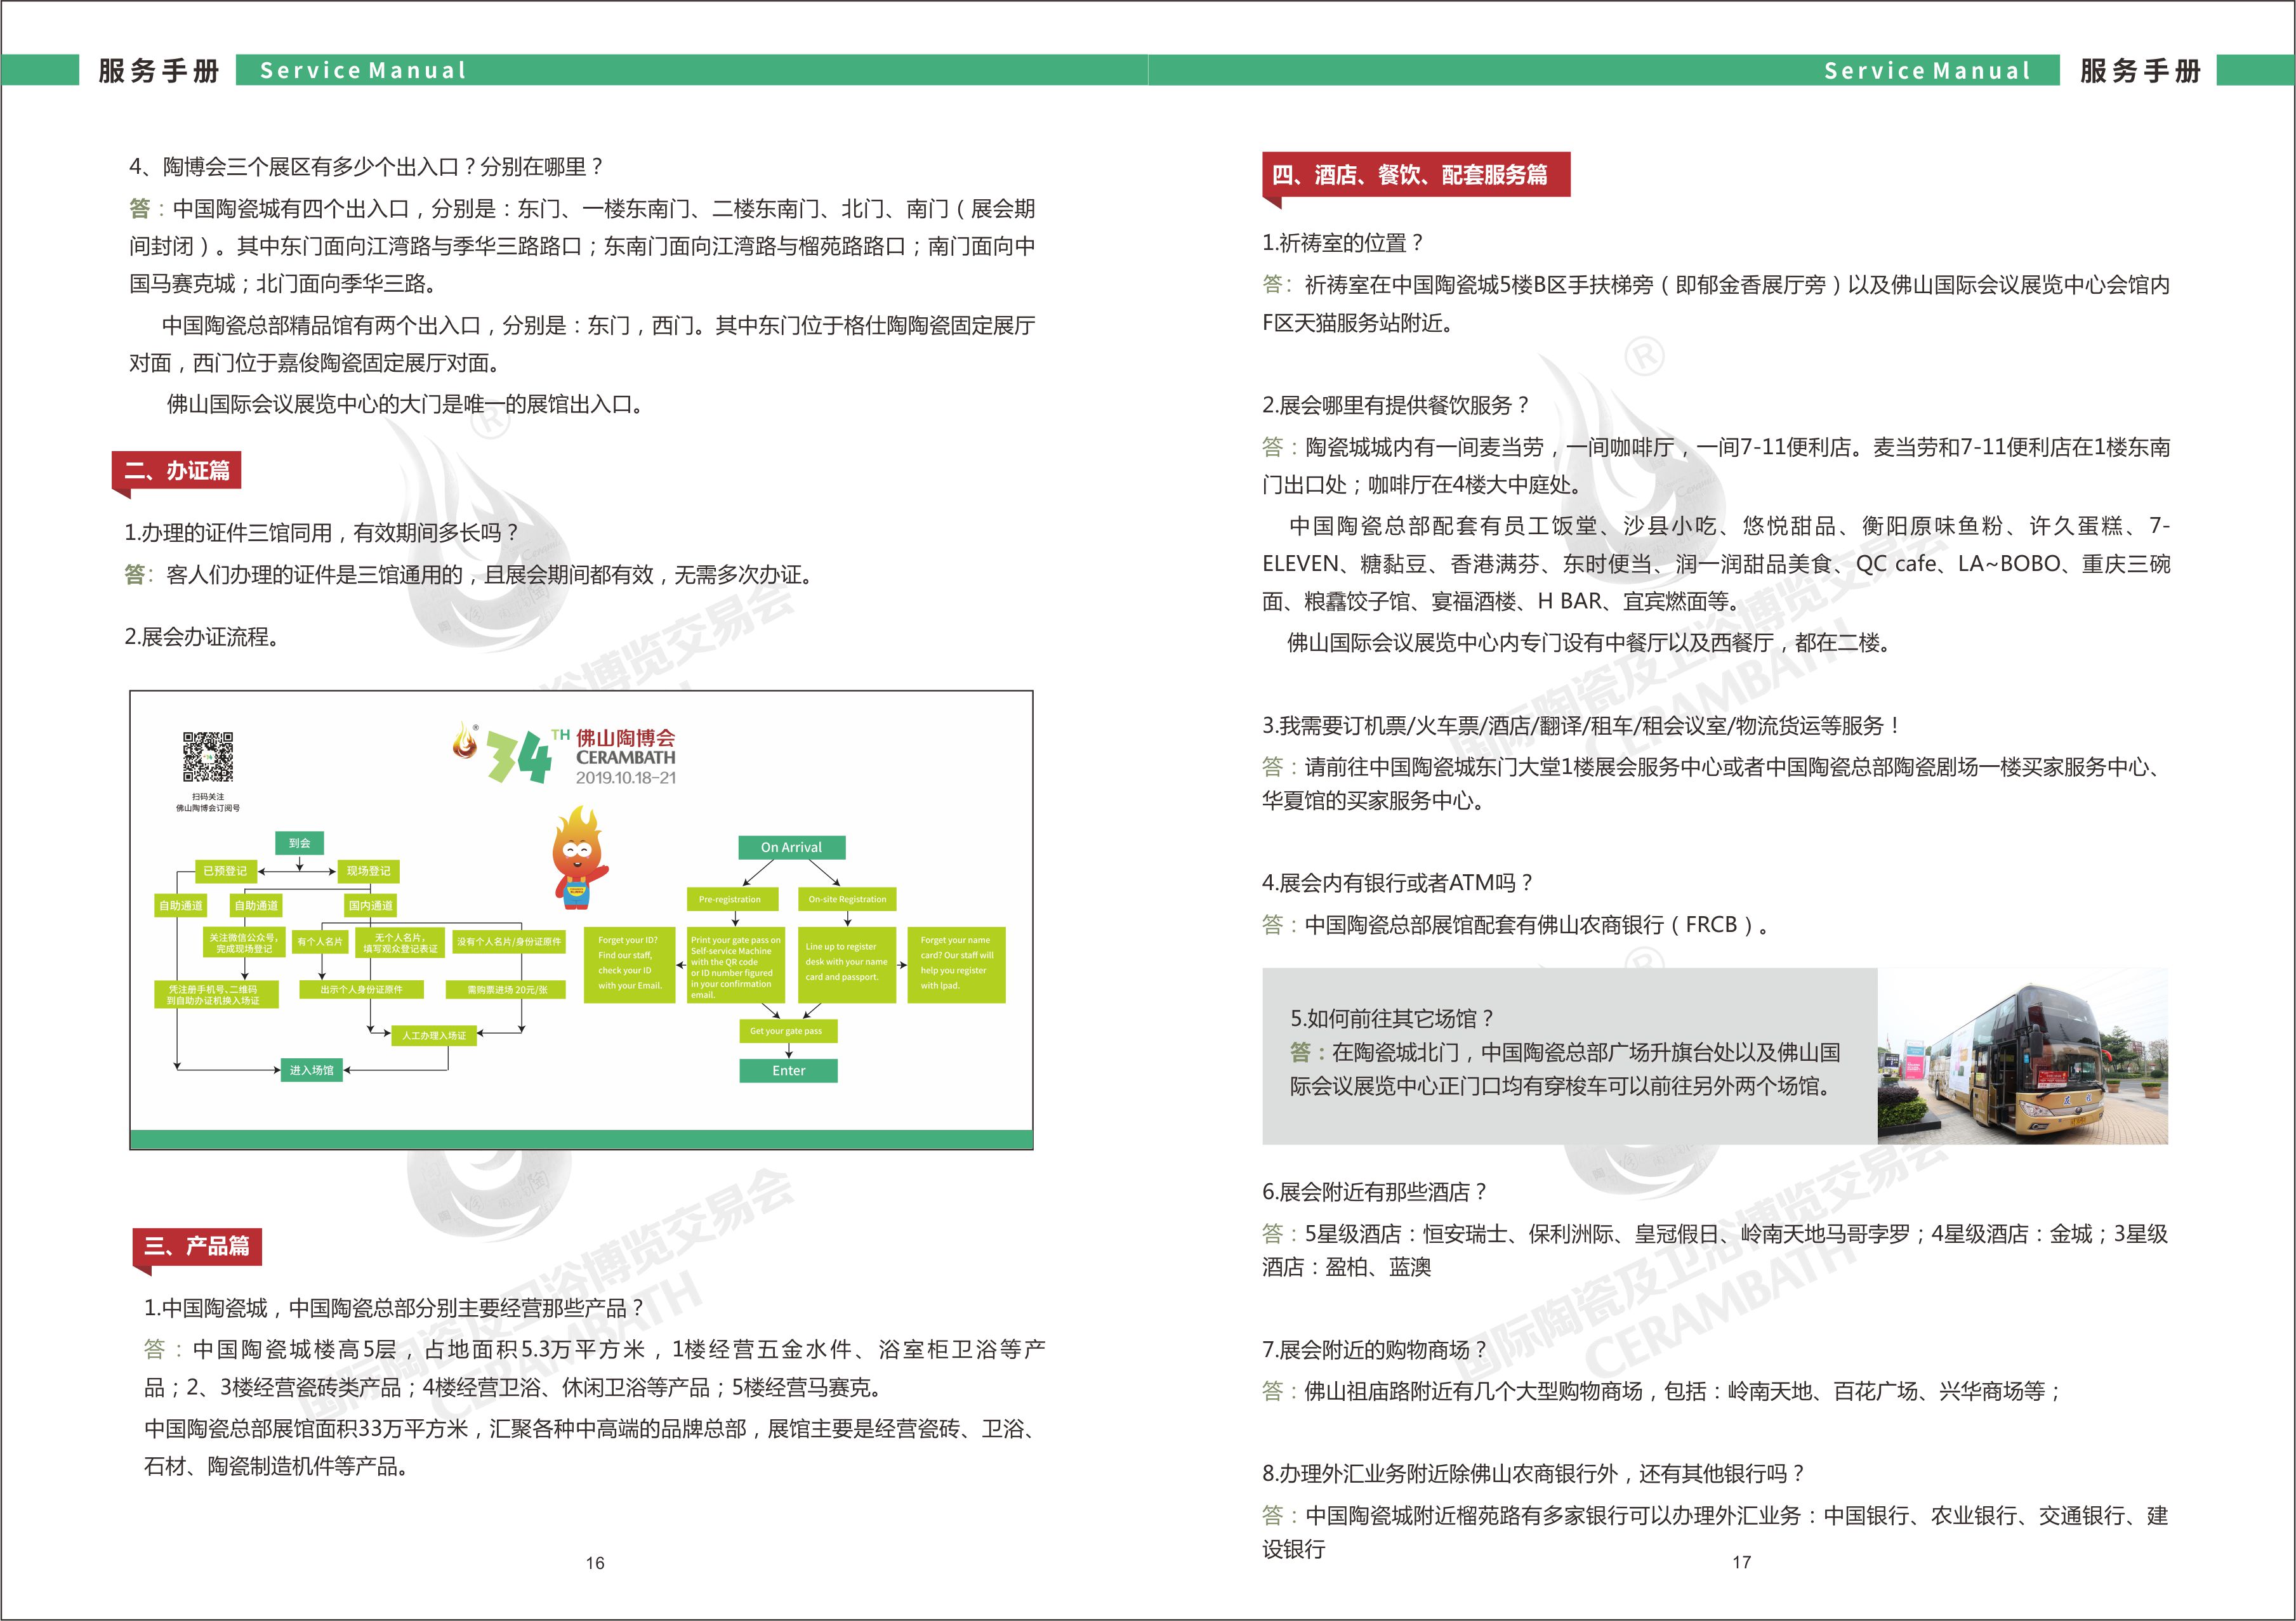 服务手册 Service Manual
Service Manual 服务手册
4、陶博会三个展区有多少个出入口？分别在哪里？
答：中国陶瓷城有四个出入口，分别是：东门、一楼东南门、二楼东南门、北门、南门（展会期
间封闭）。其中东门面向江湾路与季华三路路口；东南门面向江湾路与榴苑路路口；南门面向中
国马赛克城；北门面向季华三路。
中国陶瓷总部精品馆有两个出入口，分别是：东门，西门。其中东门位于格仕陶陶瓷固定展厅
对面，西门位于嘉俊陶瓷固定展厅对面。
佛山国际会议展览中心的大门是唯一的展馆出入口。
二、办证篇
1.办理的证件三馆同用，有效期间多长吗？
答：客人们办理的证件是三馆通用的，且展会期间都有效，无需多次办证。
2.展会办证流程。
扫码关注
佛山陶博会订阅号
34TH 佛山陶博会
CERAMBATH
2019.10.18-21
到会
已预登记
现场登记
自助通道
自助通道
国内通道
关注微信公众号,
完成现场登记
有个人名片
无个人名片,
填写观众登记表证
没有个人名片/身份证原件
凭注册手机号、二维码
到自助办证机换入场证
出示个人身份证原件
需购票进场 20元/张
人工办理入场证
进入场馆
On Arrival
Pre-registration
On-site Registration
Forget your ID?
Find our staff,
check your ID
with your Email.
Print your gate pass on
Self-service Machine
with the QR code
or ID number figured
in your confirmation
email.
Line up to register
desk with your name
card and passport.
Forget your name
card? Our staff will
help you register
with Ipad.
Get your gate pass
Enter
三、产品篇
1.中国陶瓷城，中国陶瓷总部分别主要经营那些产品？
答：中国陶瓷城楼高5层，占地面积5.3万平方米，1楼经营五金水件、浴室柜卫浴等产
品；2、3楼经营瓷砖类产品；4楼经营卫浴、休闲卫浴等产品；5楼经营马赛克。
中国陶瓷总部展馆面积33万平方米，汇聚各种中高端的品牌总部，展馆主要是经营瓷砖、卫浴、
石材、陶瓷制造机件等产品。
16
四、酒店、餐饮、配套服务篇
1.祈祷室的位置？
答：祈祷室在中国陶瓷城5楼B区手扶梯旁（即郁金香展厅旁）以及佛山国际会议展览中心会馆内
F区天猫服务站附近。
2.展会哪里有提供餐饮服务？
答：陶瓷城城内有一间麦当劳，一间咖啡厅，一间7-11便利店。麦当劳和7-11便利店在1楼东南
门出口处；咖啡厅在4楼大中庭处。
中国陶瓷总部配套有员工饭堂、沙县小吃、悠悦甜品、衡阳原味鱼粉、许久蛋糕、7-
ELEVEN、糖黏豆、香港满芬、东时便当、润一润甜品美食、QC cafe、LA~BOBO、重庆三碗
面、粮馫饺子馆、宴福酒楼、H BAR、宜宾燃面等。
佛山国际会议展览中心内专门设有中餐厅以及西餐厅，都在二楼。
3.我需要订机票/火车票/酒店/翻译/租车/租会议室/物流货运等服务！
答：请前往中国陶瓷城东门大堂1楼展会服务中心或者中国陶瓷总部陶瓷剧场一楼买家服务中心、
华夏馆的买家服务中心。
4.展会内有银行或者ATM吗？
答：中国陶瓷总部展馆配套有佛山农商银行（FRCB）。
5.如何前往其它场馆？
答：在陶瓷城北门，中国陶瓷总部广场升旗台处以及佛山国
际会议展览中心正门口均有穿梭车可以前往另外两个场馆。
6.展会附近有那些酒店？
答：5星级酒店：恒安瑞士、保利洲际、皇冠假日、岭南天地马哥孛罗；4星级酒店：金城；3星级
酒店：盈柏、蓝澳
7.展会附近的购物商场？
答：佛山祖庙路附近有几个大型购物商场，包括：岭南天地、百花广场、兴华商场等；
8.办理外汇业务附近除佛山农商银行外，还有其他银行吗？
答：中国陶瓷城附近榴苑路有多家银行可以办理外汇业务：中国银行、农业银行、交通银行、建
设银行
17
国际陶瓷及卫浴博览交易会
CERAMBATH